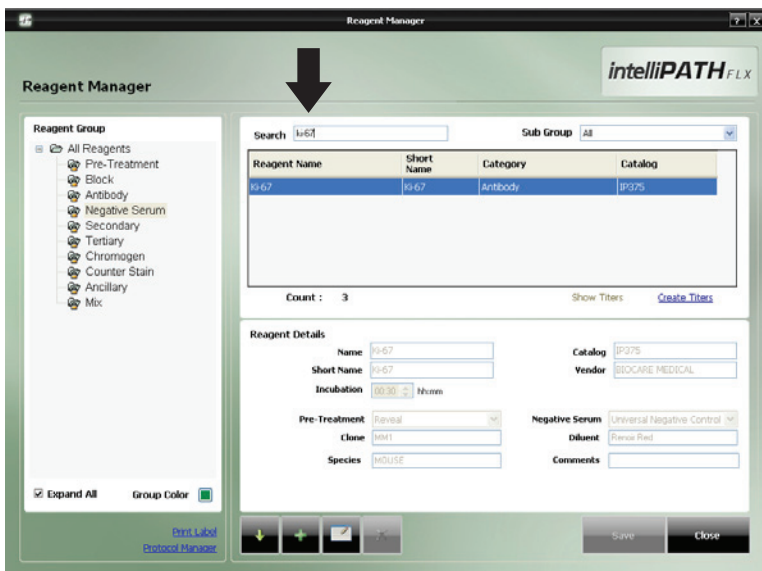 Reagent Manager
intelliPATH FLX
Reagent Manager
Reagent Group
All Reagents
Pre-Treatment
Block
Antibody
Negative Serum
Secondary
Tertiary
Chromogen
Counter Stain
Ancillary
Mix
Expand All Group Color
Print Label
Protocol Manager
Search ki-67 Sub Group All
Reagent Name Short Name Category Catalog
Ki-67 Ki-67 Antibody IP375
Count : 3 Show Titers Create Titers
Reagent Details
Name Ki-67 Catalog IP375
Short Name Ki-67 Vendor BIOCARE MEDICAL
Incubation 00:30 hh:mm
Pre-Treatment Reveal Negative Serum Universal Negative Control
Clone MM1 Diluent Renoir Red
Species MOUSE Comments
Save Close